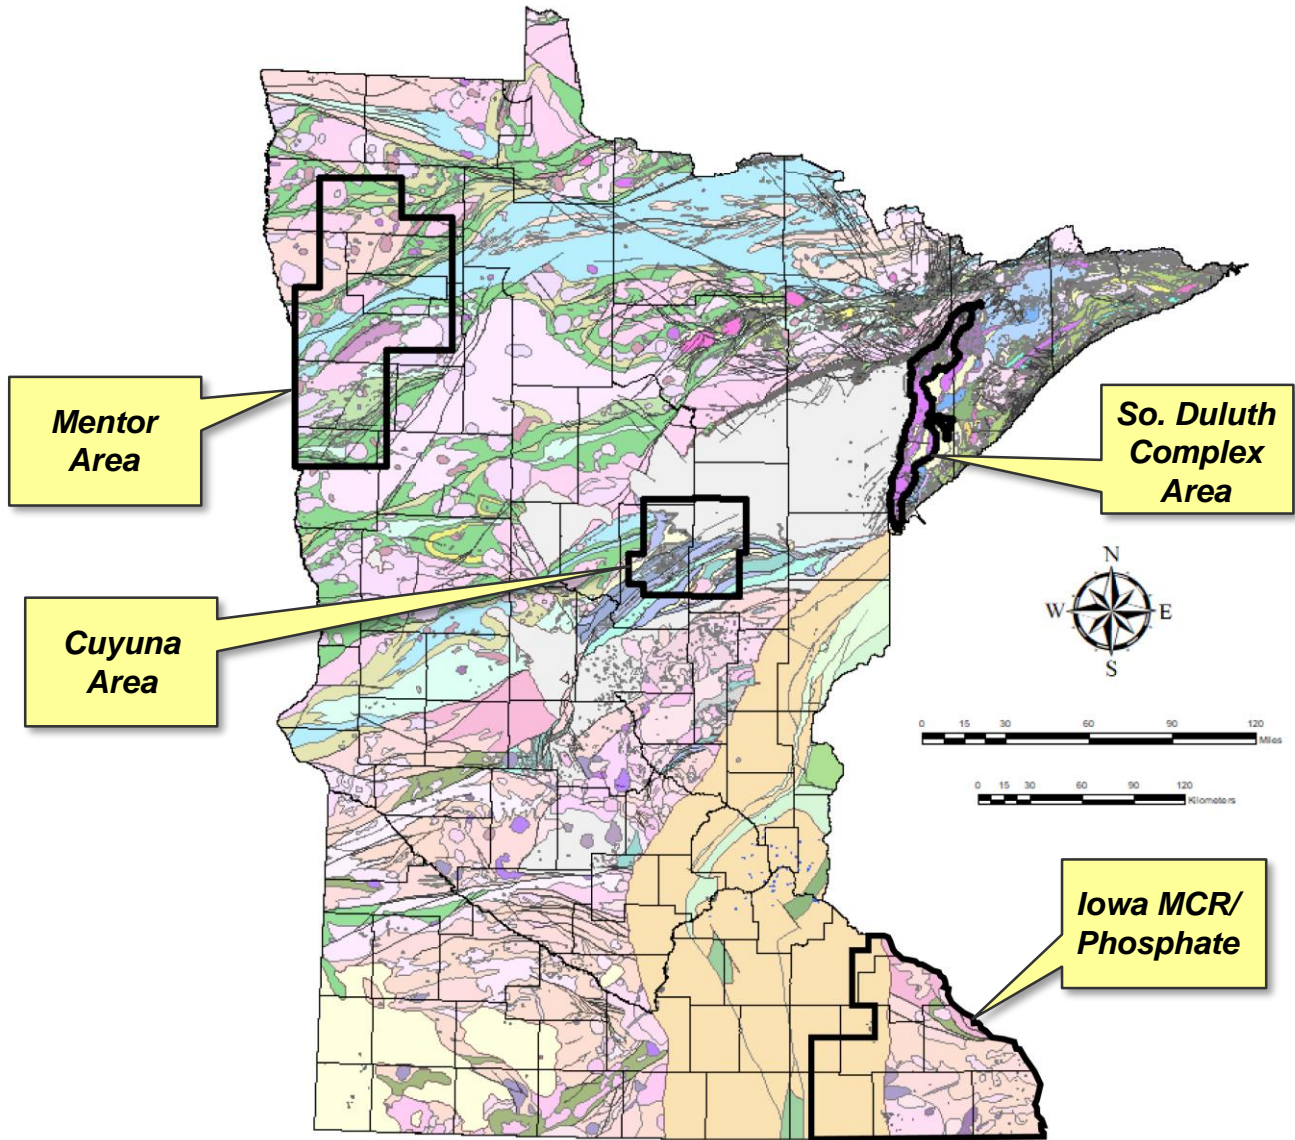 Mentor
Area
So. Duluth
Complex
Area
N
W E
S
Cuyuna
Area
0 15 30 60 90 120
Miles
0 15 30 60 90 120
Kilometers
Iowa MCR/
Phosphate